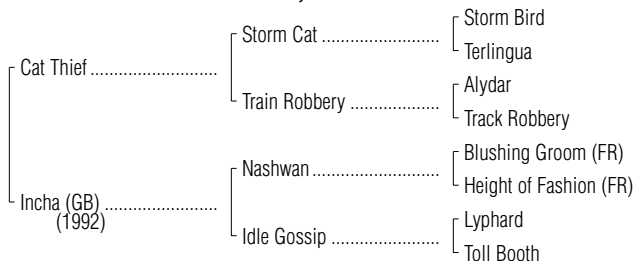 Storm Bird
Storm Cat ........................
Terlingua
Cat Thief ..........................
Alydar
Train Robbery ...................
Track Robbery
Blushing Groom (FR)
Nashwan ..........................
Height of Fashion (FR)
Incha (GB) .......................
(1992)
Lyphard
Idle Gossip .......................
Toll Booth